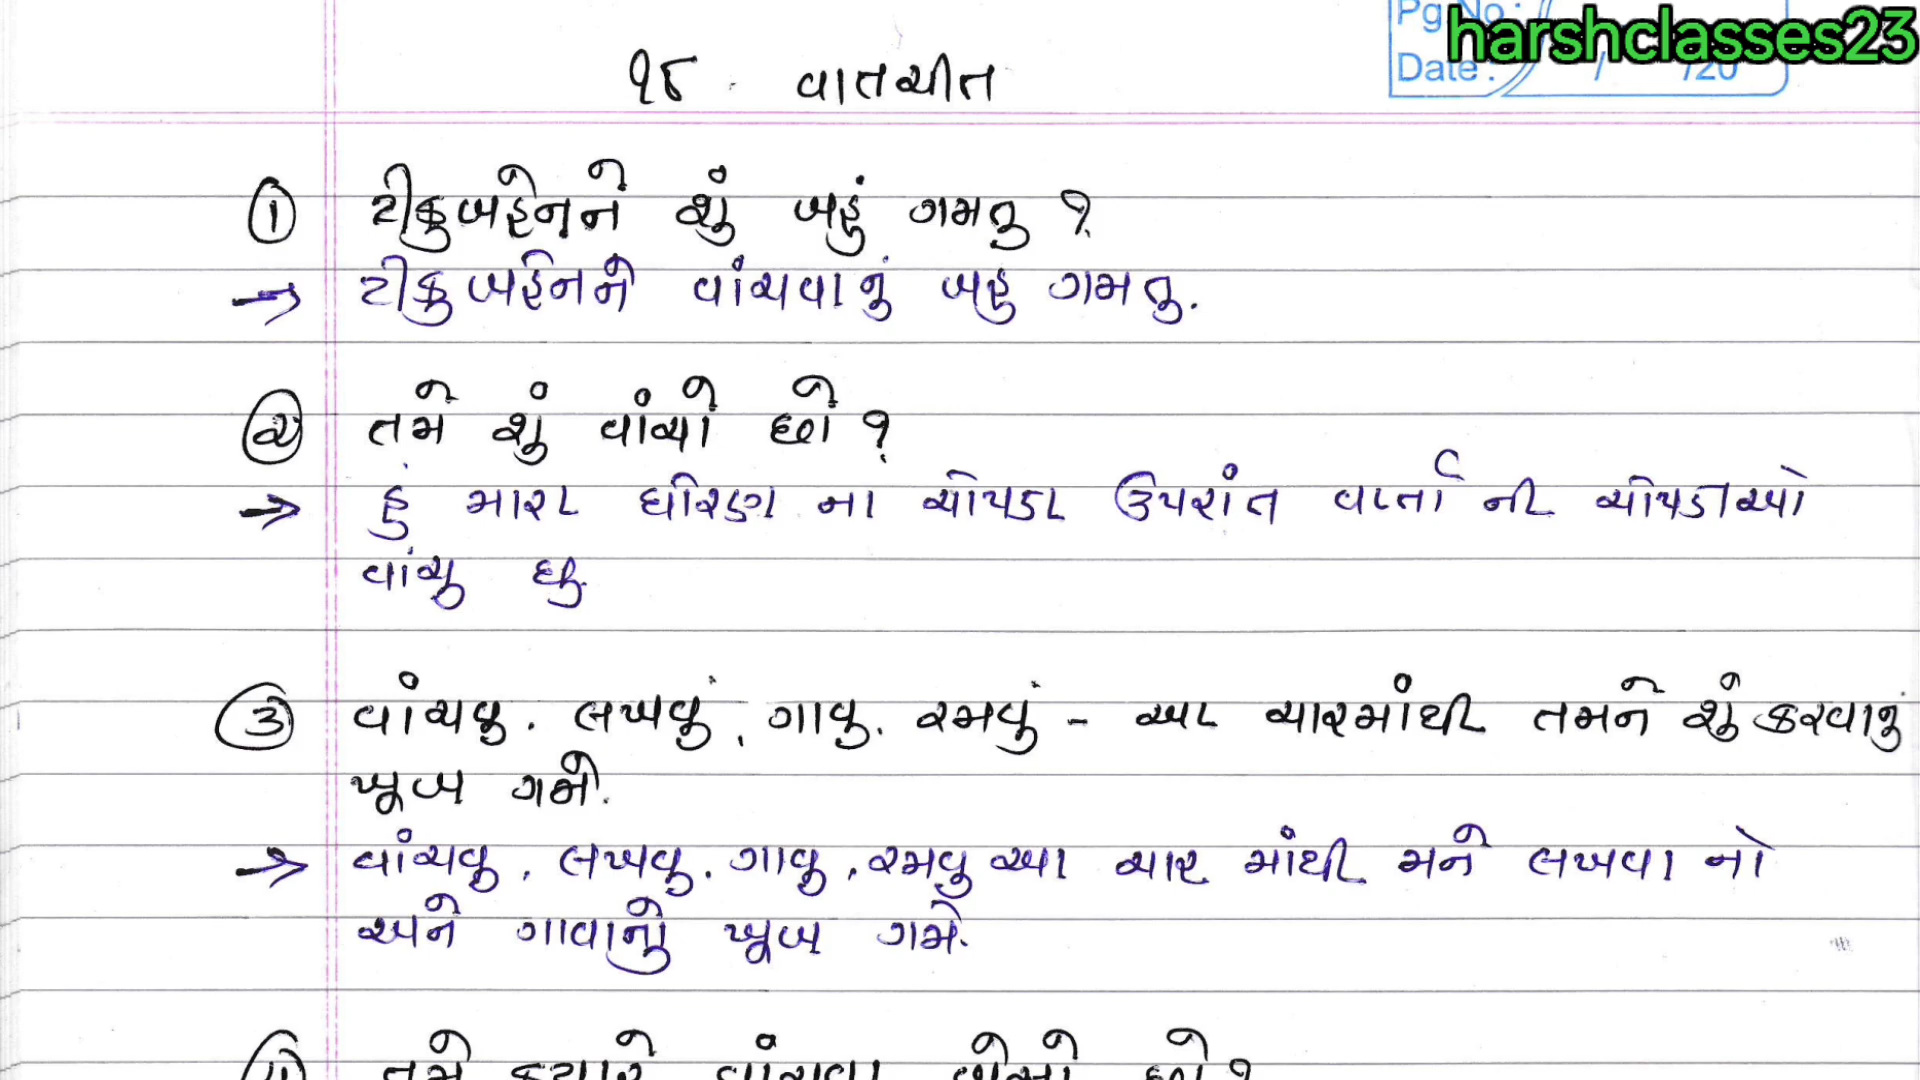 Pg No:
harshclasses23
Date: / /20
૧૮. વાતચીત
① ટીકુબહેનને શું બહું ગમતુ ?
→ ટીકુબહેનને વાંચવાનું બહુ ગમતુ.
② તમે શું વાંચો છો ?
→ હું મારા ધોરણ ના ચોપડા ઉપરાંત વાર્તા ની ચોપડીઓ
વાંચુ છુ.
③ વાંચવુ. લખવું, ગાવુ. રમવું - આ ચારમાંથી તમને શું કરવાનું
ખૂબ ગમે.
→ વાંચવુ, લખવુ. ગાવુ, રમવુ આ ચાર માંથી મને લખવા નો
અને ગાવાનું ખૂબ ગમે.
તમે ક્યારે વાંચવા બેસો છો ?